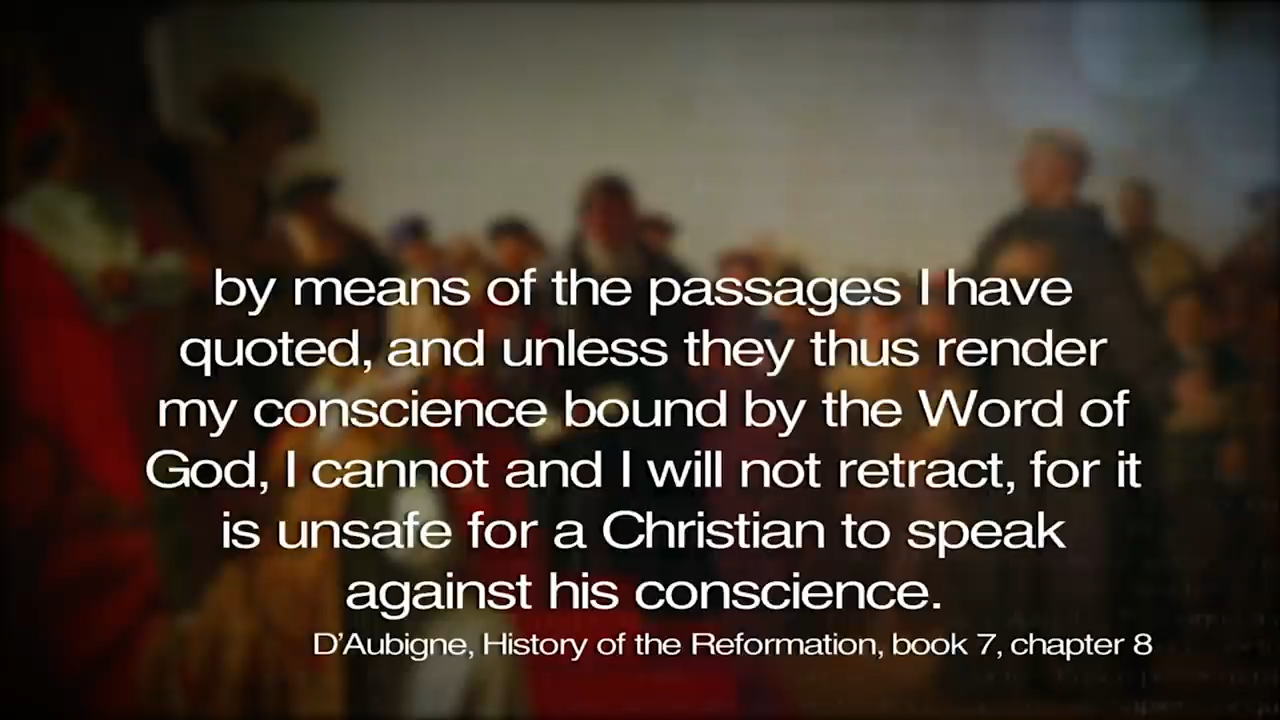 by means of the passages I have
quoted, and unless they thus render
my conscience bound by the Word of
God, I cannot and I will not retract, for it
is unsafe for a Christian to speak
against his conscience.
D’Aubigne, History of the Reformation, book 7, chapter 8